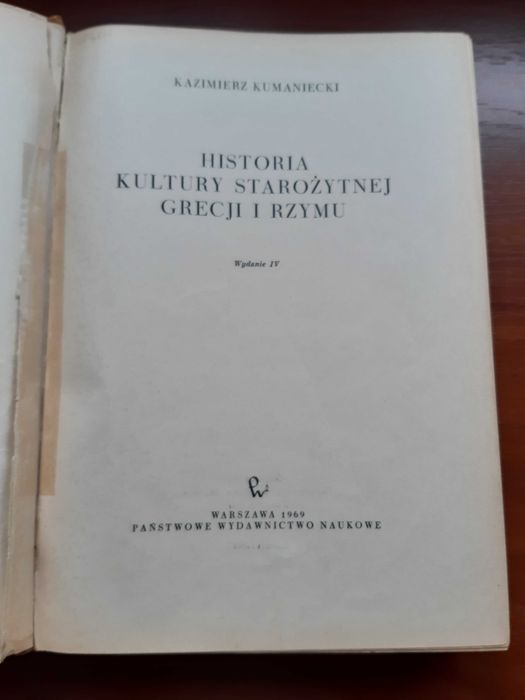 KAZIMIERZ KUMANIECKI
HISTORIA
KULTURY STAROŻYTNEJ
GRECJI I RZYMU
Wydanie IV
WARSZAWA 1969
PAŃSTWOWE WYDAWNICTWO NAUKOWE